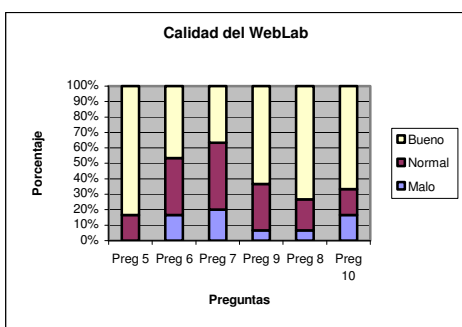 Calidad del WebLab
100%
90%
80%
70%
60%
50%
40%
30%
20%
10%
0%
Porcentaje
Preg 5 Preg 6 Preg 7 Preg 9 Preg 8 Preg
10
Preguntas
Bueno
Normal
Malo